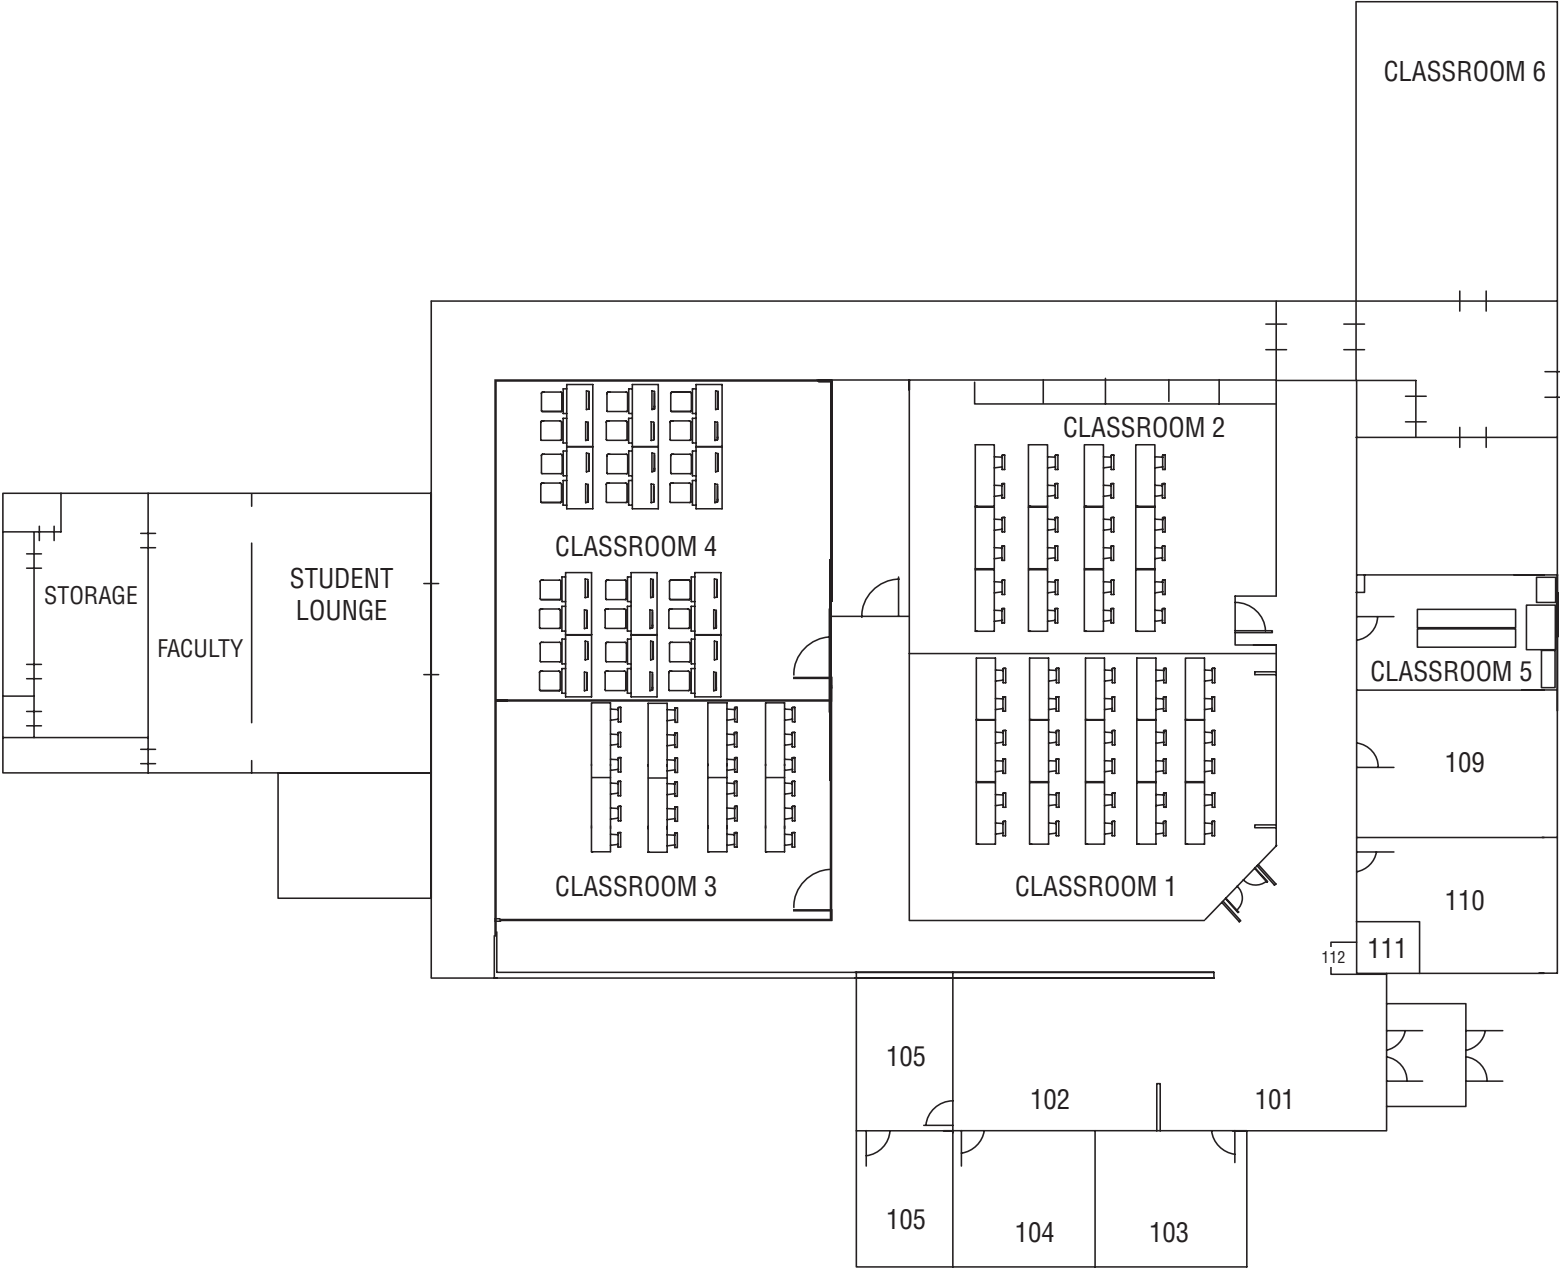 CLASSROOM 6
CLASSROOM 2
CLASSROOM 4
STUDENT
LOUNGE
STORAGE
FACULTY
CLASSROOM 5
109
CLASSROOM 3
CLASSROOM 1
110
111
112
105
102
101
105
104
103